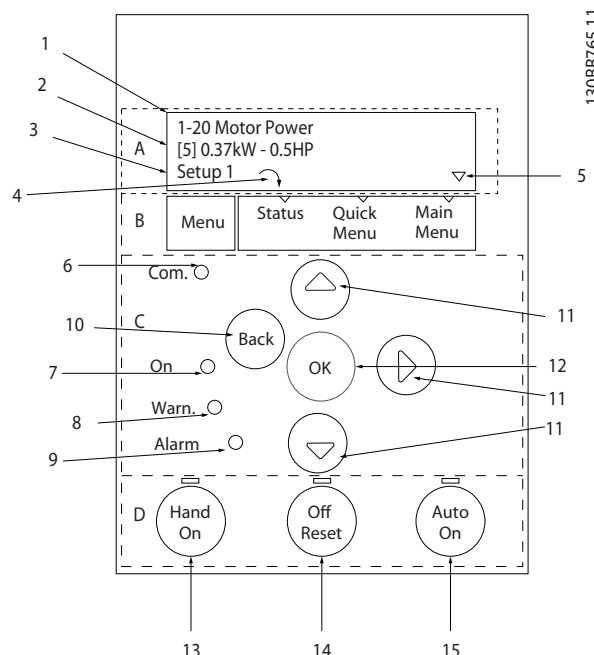 130BB765.11
1
2
3
A
1-20 Motor Power
[5] 0.37kW - 0.5HP
Setup 1
4
5
B
Menu
Status
Quick
Menu
Main
Menu
6
Com.
11
10
C
Back
OK
12
7
On
11
8
Warn.
11
9
Alarm
D
Hand
On
Off
Reset
Auto
On
13
14
15